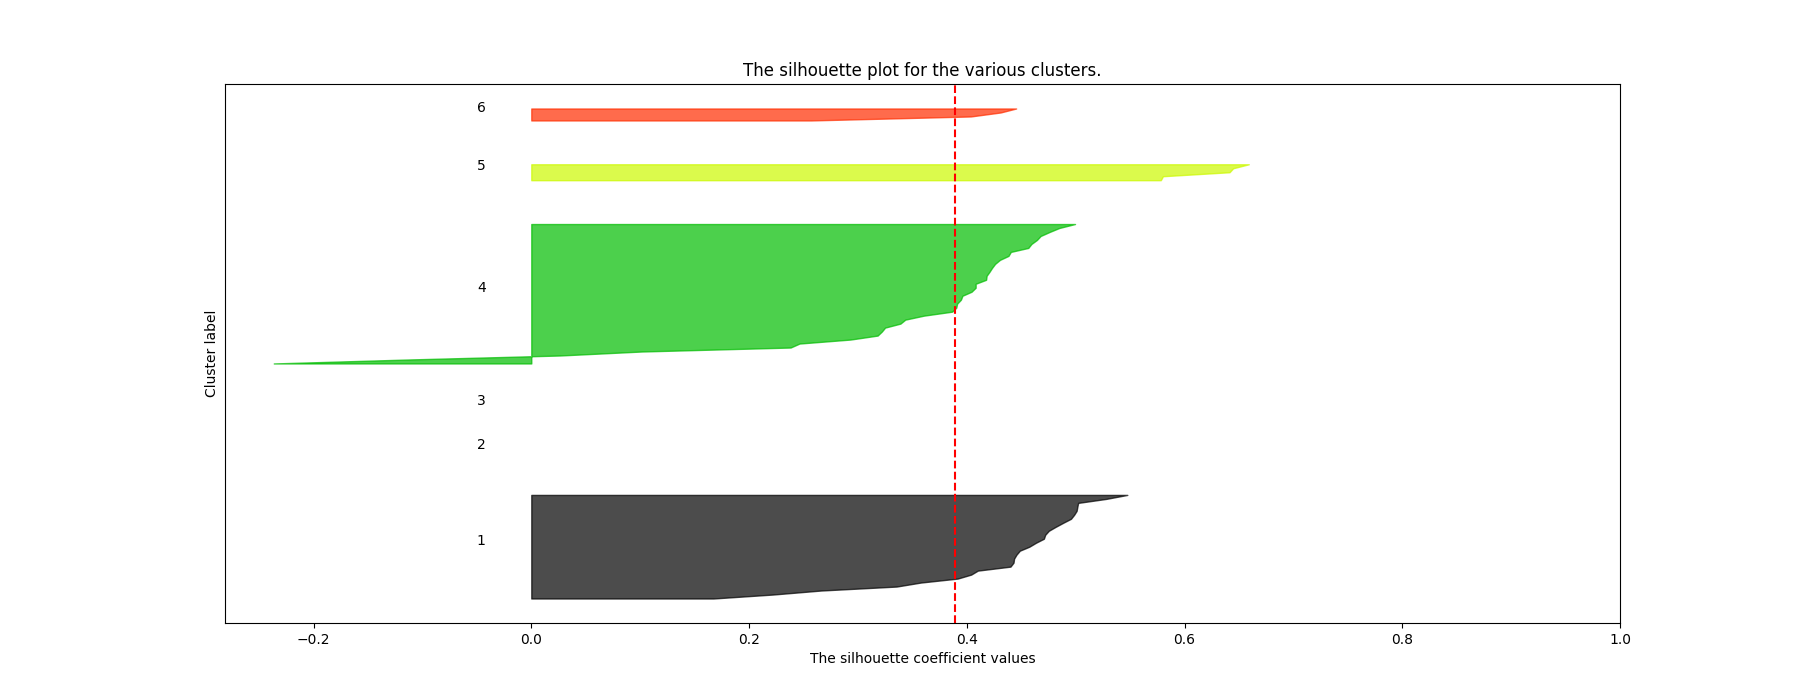 The silhouette plot for the various clusters.
6
5
4
3
2
1
Cluster label
−0.2 0.0 0.2 0.4 0.6 0.8 1.0
The silhouette coefficient values